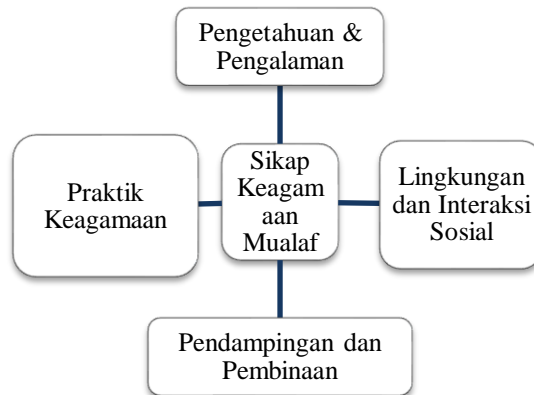 Pengetahuan &
Pengalaman
Praktik
Keagamaan
Sikap
Keagam
aan
Mualaf
Lingkungan
dan Interaksi
Sosial
Pendampingan dan
Pembinaan